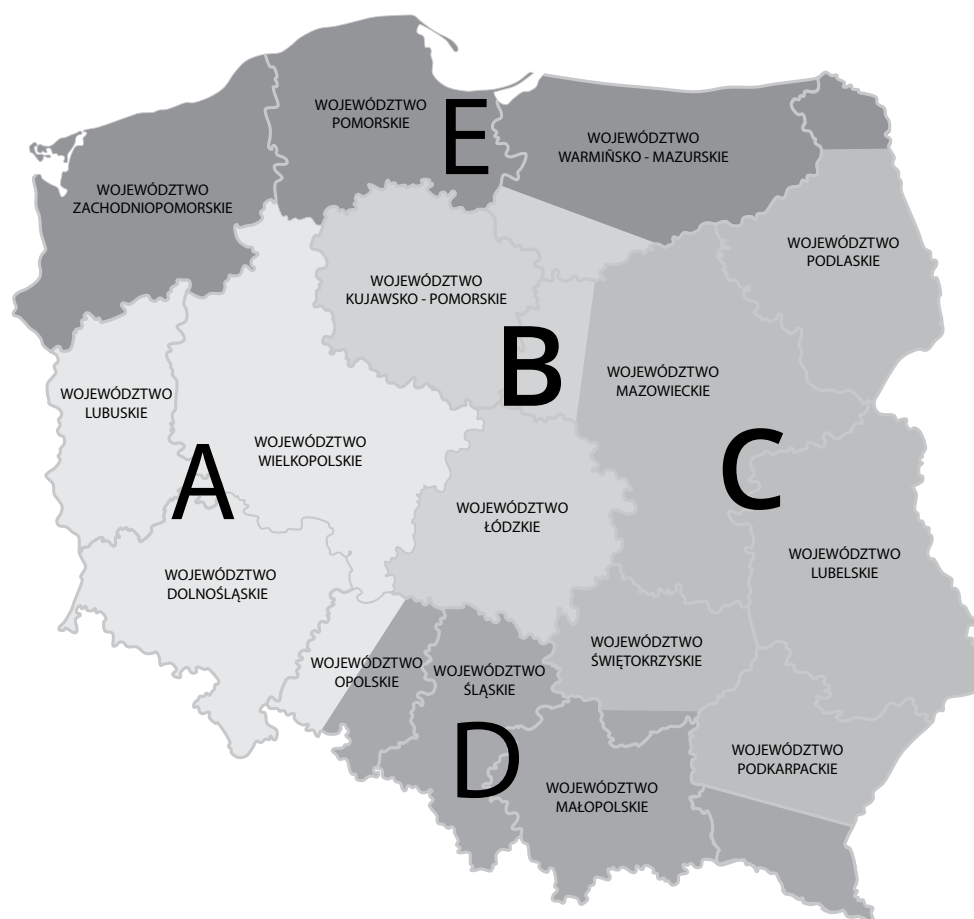 WOJEWÓDZTWO
POMORSKIE
E
WOJEWÓDZTWO
WARMIŃSKO - MAZURSKIE
WOJEWÓDZTWO
ZACHODNIOPOMORSKIE
WOJEWÓDZTWO
PODLASKIE
WOJEWÓDZTWO
KUJAWSKO - POMORSKIE
B
WOJEWÓDZTWO
MAZOWIECKIE
WOJEWÓDZTWO
LUBUSKIE
WOJEWÓDZTWO
WIELKOPOLSKIE
A
C
WOJEWÓDZTWO
ŁÓDZKIE
WOJEWÓDZTWO
LUBELSKIE
WOJEWÓDZTWO
DOLNOŚLĄSKIE
WOJEWÓDZTWO
ŚWIĘTOKRZYSKIE
WOJEWÓDZTWO
OPOLSKIE
WOJEWÓDZTWO
ŚLĄSKIE
D
WOJEWÓDZTWO
PODKARPACKIE
WOJEWÓDZTWO
MAŁOPOLSKIE